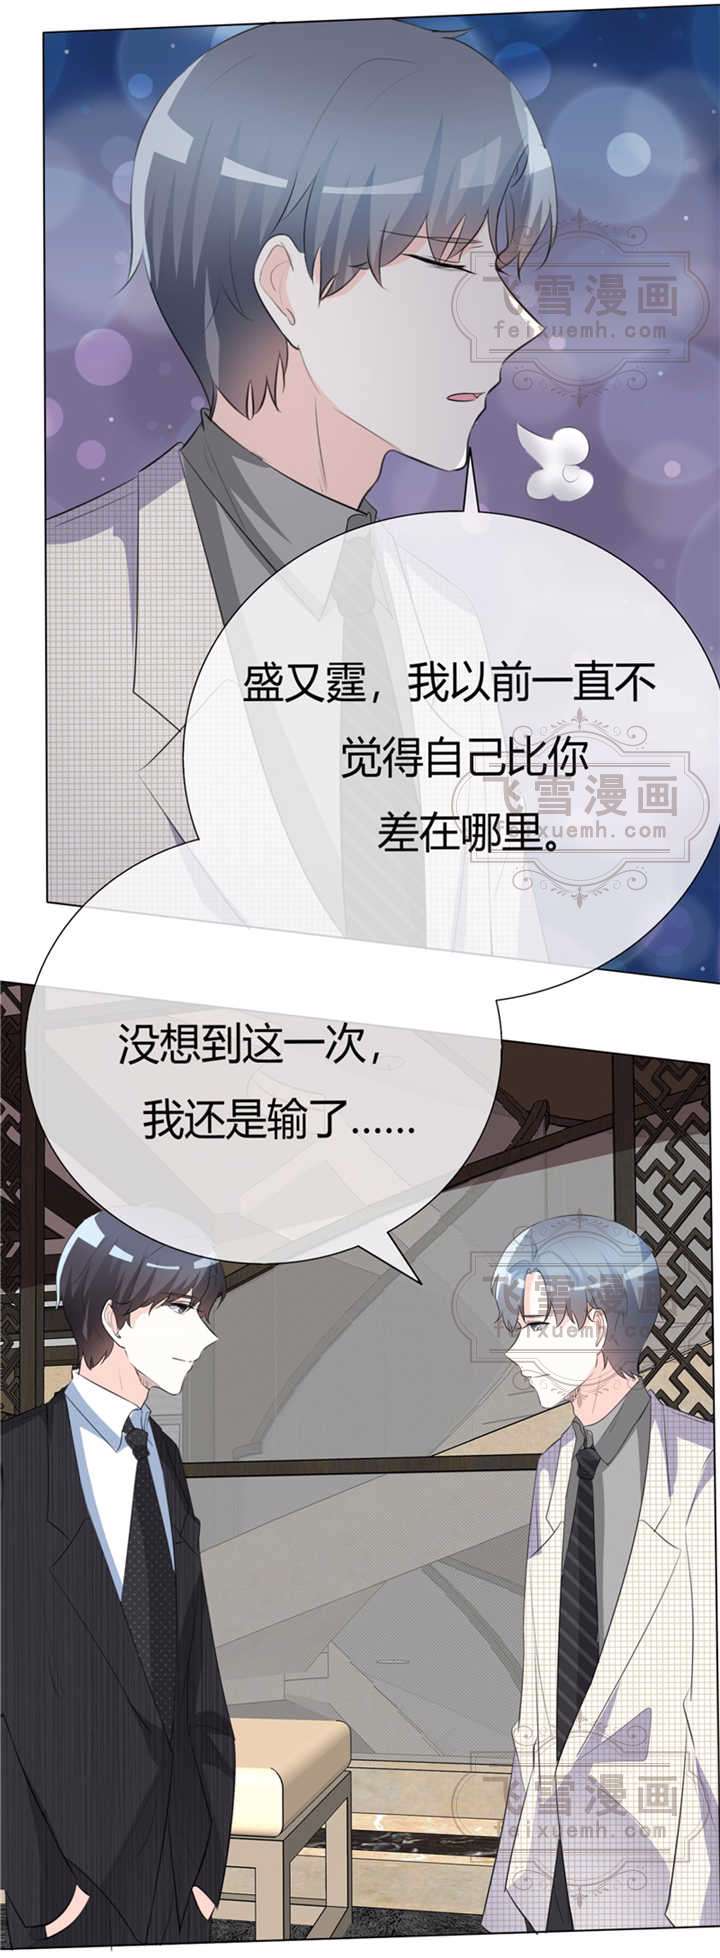 飞雪漫画
feixuemh.com
盛又霆，我以前一直不
觉得自己比你
差在哪里。
飞雪漫画
feixuemh.com
没想到这一次，
我还是输了……
飞雪漫画
feixuemh.com
飞雪漫画
feixuemh.com